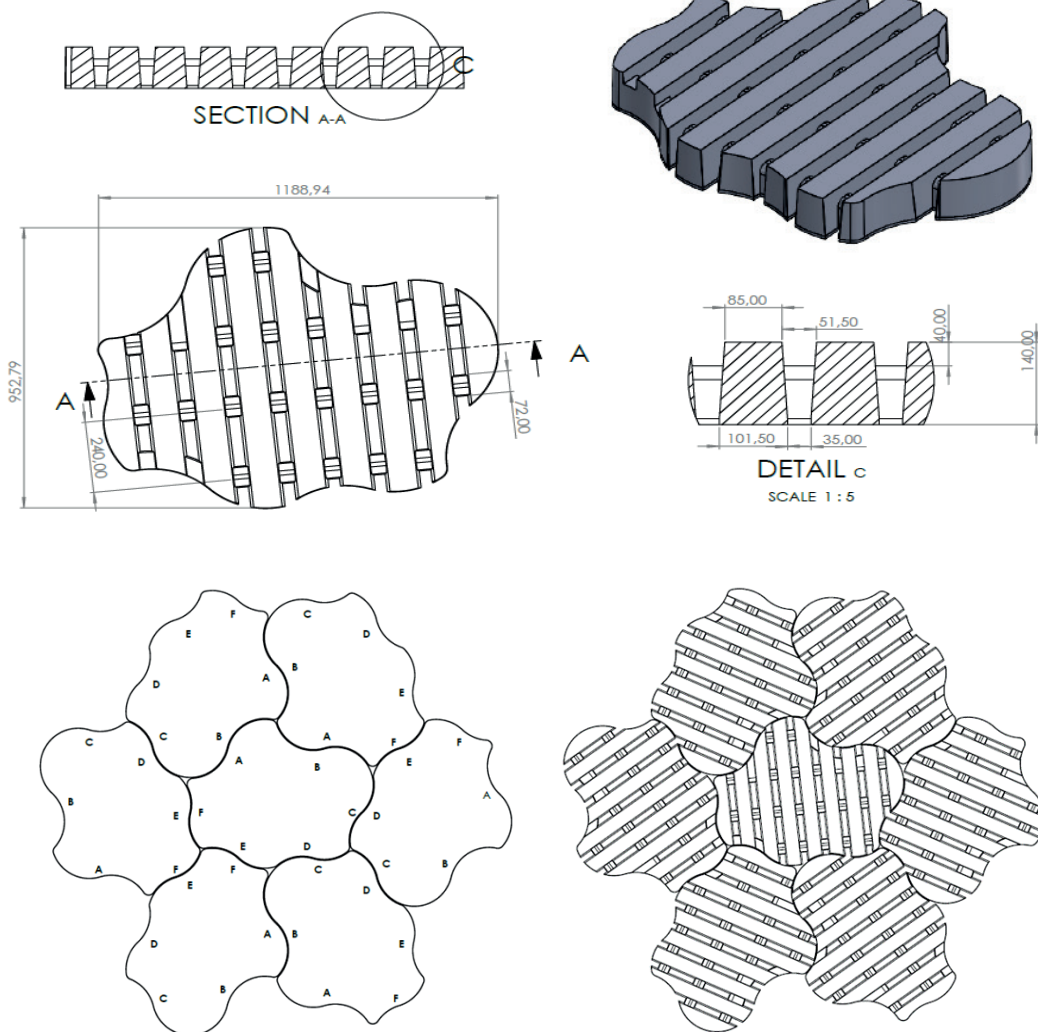 C
SECTION A-A
1188,94
952,79
A
A
240,00
72,00
85,00
51,50
40,00
140,00
101,50
35,00
DETAIL C
SCALE 1 : 5
F
C
E
D
B
A
E
D
C
B
A
A
F
F
C
D
B
E
D
A
B
E
F
C
D
E
F
A
B
C
D
C
B
A
F
E
F
E
D
C
D
B
A
B
E
D
C
B
A
F